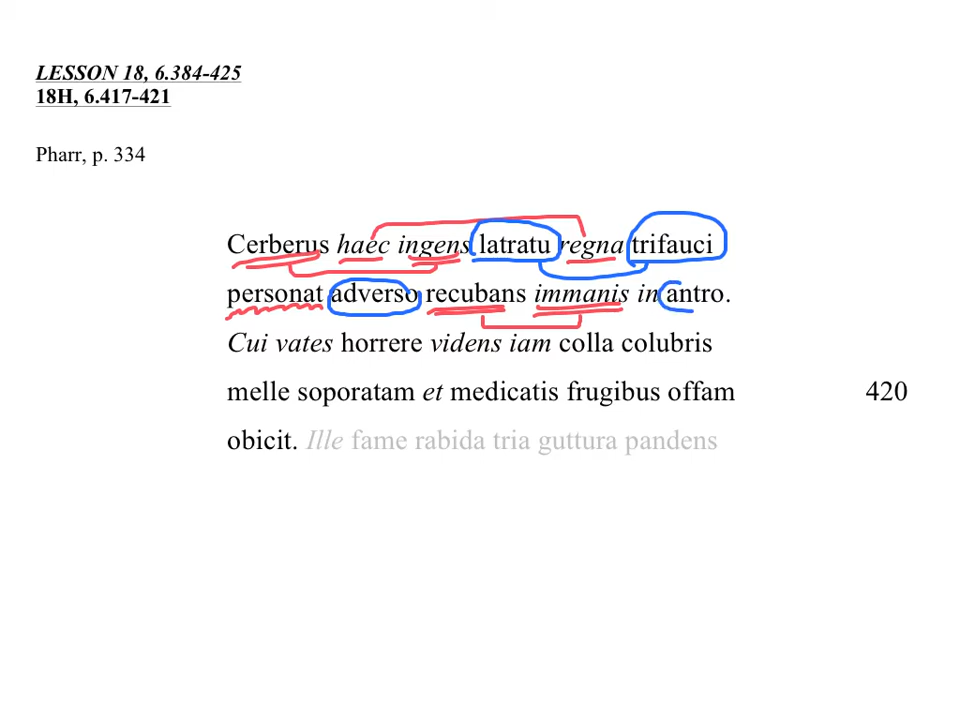 LESSON 18, 6.384-425
18H, 6.417-421
Pharr, p. 334
Cerberus haec ingens latratu regna trifauci
personat adverso recubans immanis in antro.
Cui vates horrere videns iam colla colubris
melle soporatam et medicatis frugibus offam 420
obicit. Ille fame rabida tria guttura pandens